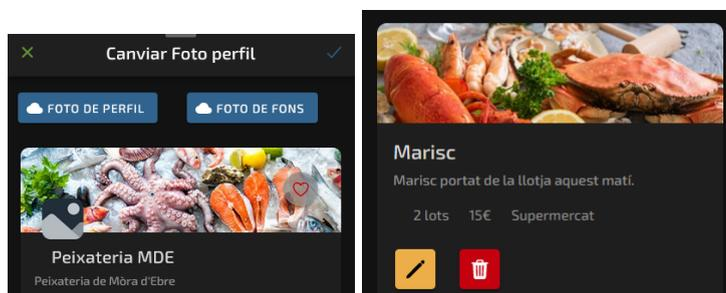 Canviar Foto perfil
FOTO DE PERFIL
FOTO DE FONS
Peixateria MDE
Peixateria de Mòra d'Ebre
Marisc
Marisc portat de la llotja aquest matí.
2 lots 15€ Supermercat